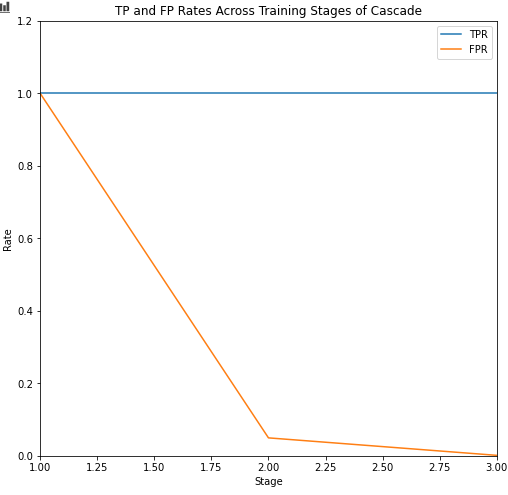 TP and FP Rates Across Training Stages of Cascade
1.2
1.0
0.8
0.6
0.4
0.2
0.0
Rate
TPR
FPR
1.00 1.25 1.50 1.75 2.00 2.25 2.50 2.75 3.00
Stage